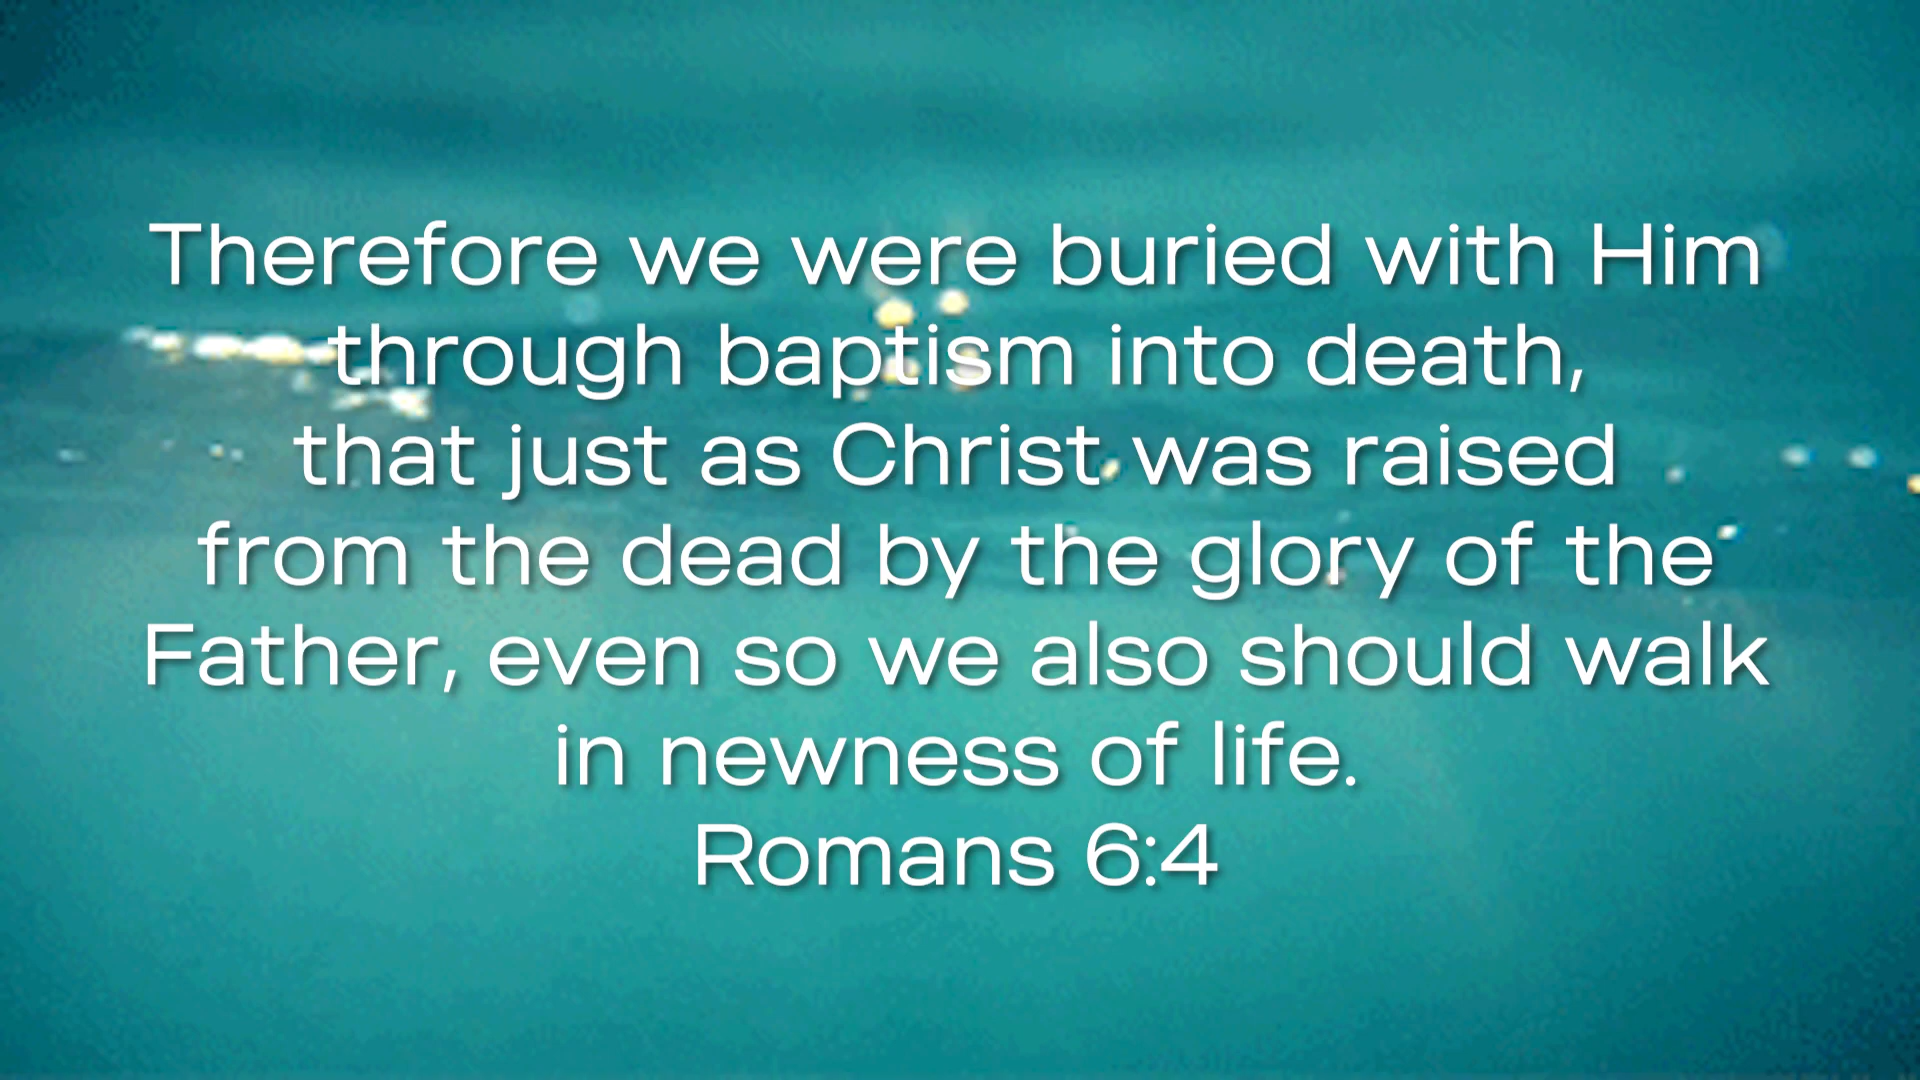 Therefore we were buried with Him
through baptism into death,
that just as Christ was raised
from the dead by the glory of the
Father, even so we also should walk
in newness of life.
Romans 6:4